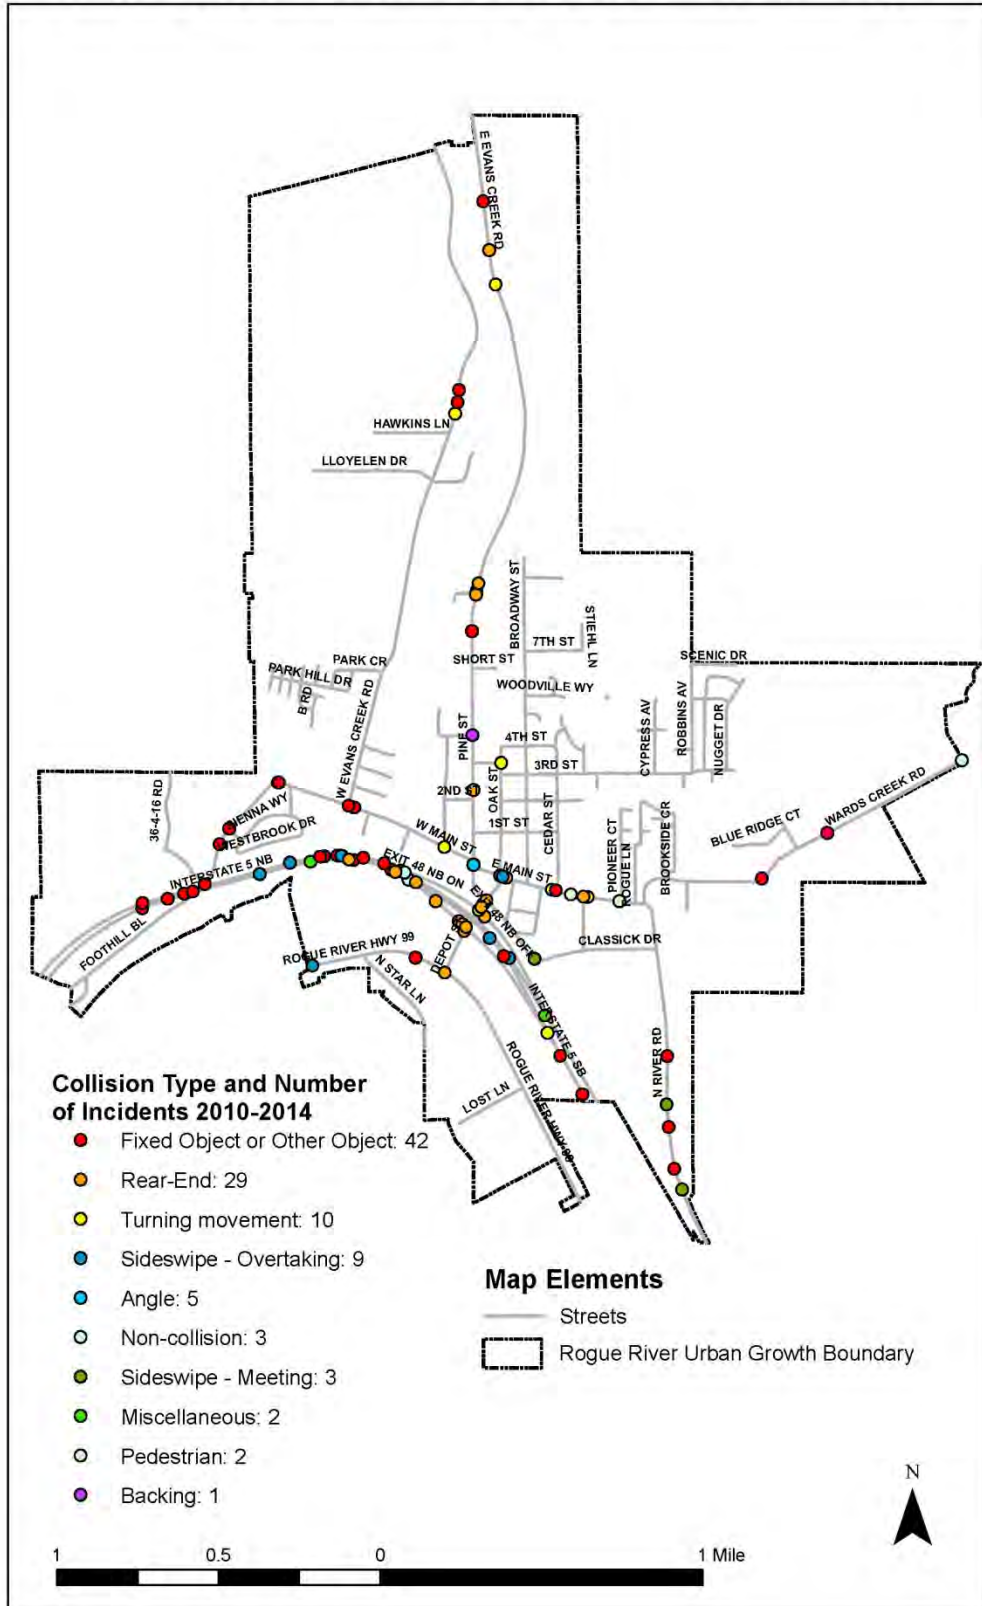 E EVANS CREEK RD
HAWKINS LN
LLOYELEN DR
BROADWAY ST
STIEHL LN
7TH ST
SHORT ST
SCENIC DR
PARK CR
PARK HILL DR
B RD
WOODVILLE WY
W EVANS CREEK RD
PINE ST
4TH ST
3RD ST
CYPRESS AV
ROBBINS AV
NUGGET DR
36-4-16 RD
2ND ST
OAK ST
1ST ST
CEDAR ST
W MAIN ST
PIONEER CT
ROGUE LN
BROOKSIDE CR
BLUE RIDGE CT
WARDS CREEK RD
INTERSTATE 5 NB
EXIT 48 NB ON
E MAIN ST
FOOTHILL BL
ROGUE RIVER HWY 99
N STAR LN
CLASSICK DR
INTERSTATE 5 SB
N RIVER RD
LOST LN
ROGUE RIVER HWY 99
Collision Type and Number
of Incidents 2010-2014
Fixed Object or Other Object: 42
Rear-End: 29
Turning movement: 10
Sideswipe - Overtaking: 9
Angle: 5
Non-collision: 3
Sideswipe - Meeting: 3
Miscellaneous: 2
Pedestrian: 2
Backing: 1
Map Elements
Streets
Rogue River Urban Growth Boundary
N
1 0.5 0 1 Mile